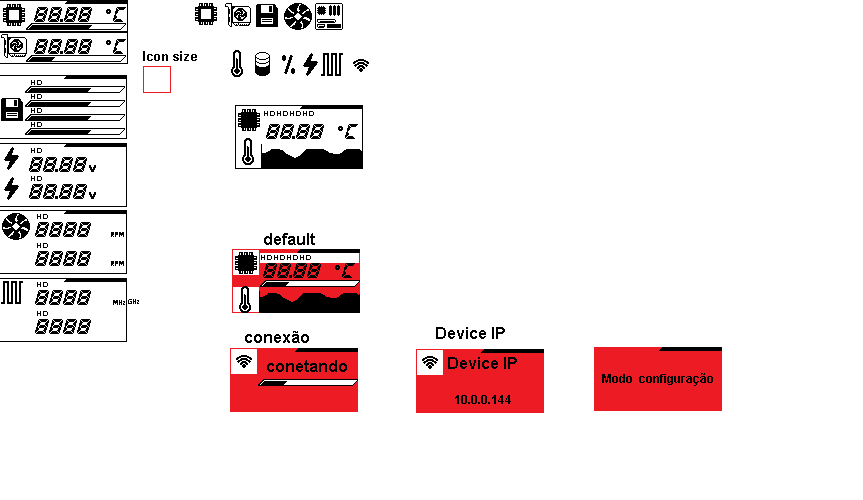 88.88 °C
88.88 °C
Icon size
HD
HD
HD
HD
HDHDHDHD
88.88 °C
HD
88.88 v
HD
88.88 v
HD
8888 RPM
HD
8888 RPM
default
HDHDHDHD
88.88 °C
HD
8888 MHz GHz
HD
8888
conexão
conetando
Device IP
Device IP
10.0.0.144
Modo configuração